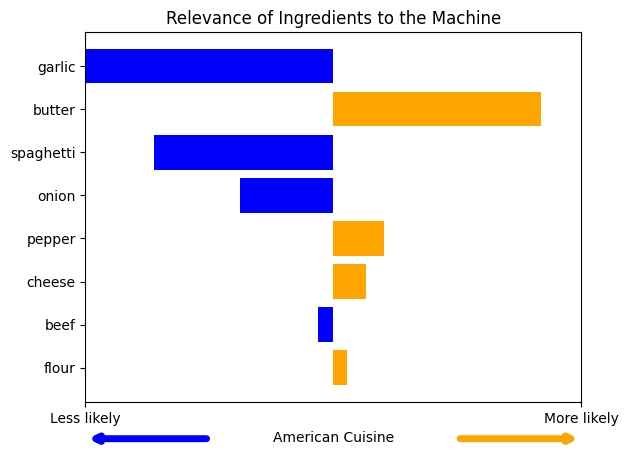 Relevance of Ingredients to the Machine
garlic
butter
spaghetti
onion
pepper
cheese
beef
flour
Less likely
More likely
American Cuisine